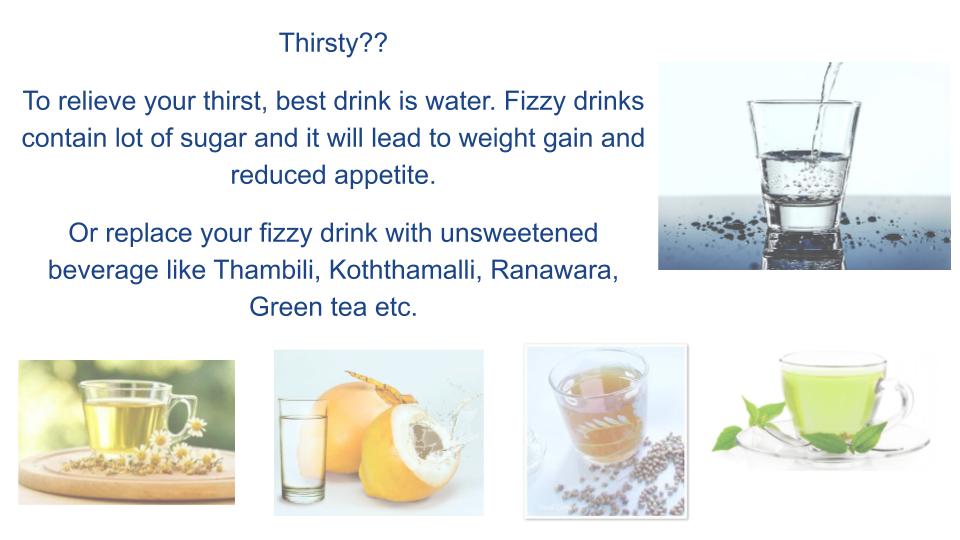 Thirsty??
To relieve your thirst, best drink is water. Fizzy drinks
contain lot of sugar and it will lead to weight gain and
reduced appetite.
Or replace your fizzy drink with unsweetened
beverage like Thambili, Koththamalli, Ranawara,
Green tea etc.